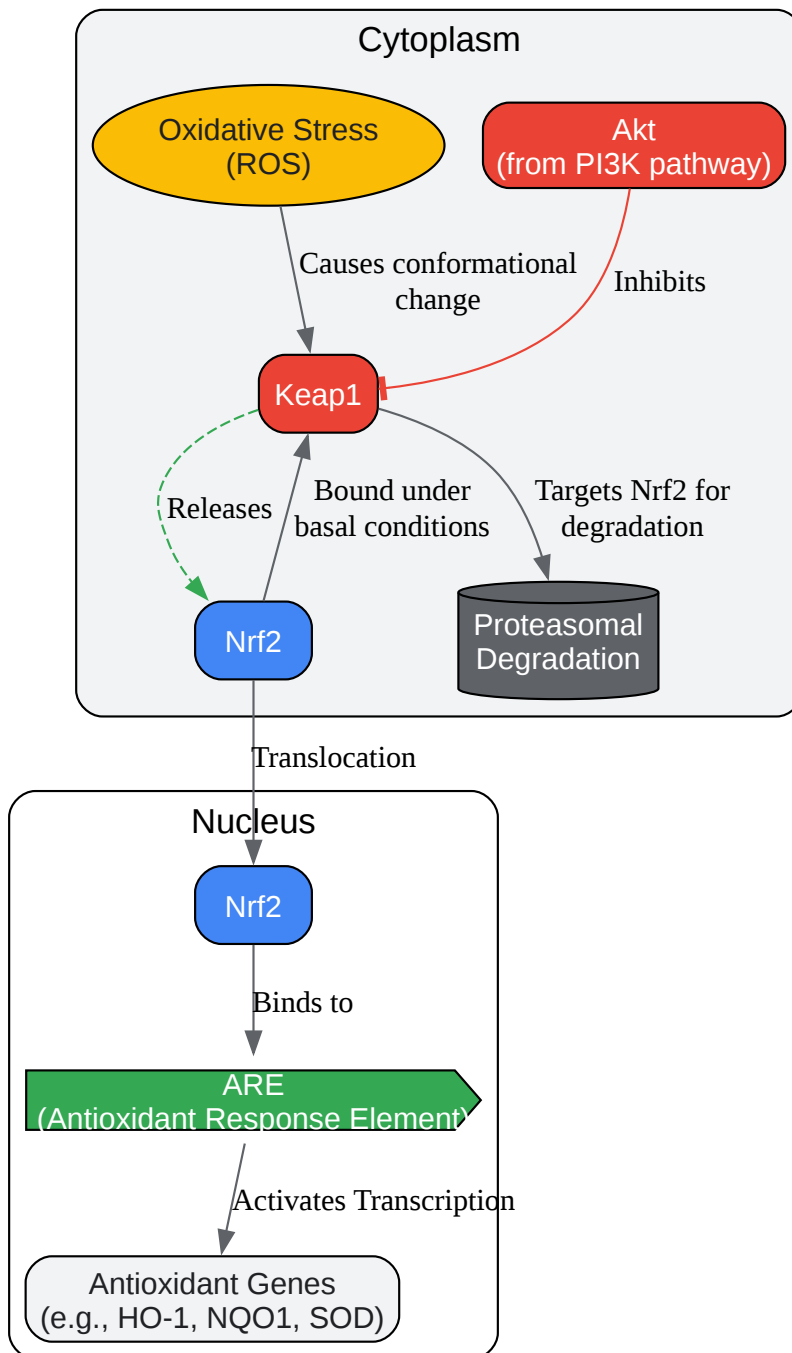 Cytoplasm
Oxidative Stress
(ROS)
Akt
(from PI3K pathway)
Causes conformational
change
Inhibits
Keap1
Releases
Bound under
basal conditions
Targets Nrf2 for
degradation
Nrf2
Proteasomal
Degradation
Translocation
Nucleus
Nrf2
Binds to
ARE
(Antioxidant Response Element)
Activates Transcription
Antioxidant Genes
(e.g., HO-1, NQO1, SOD)